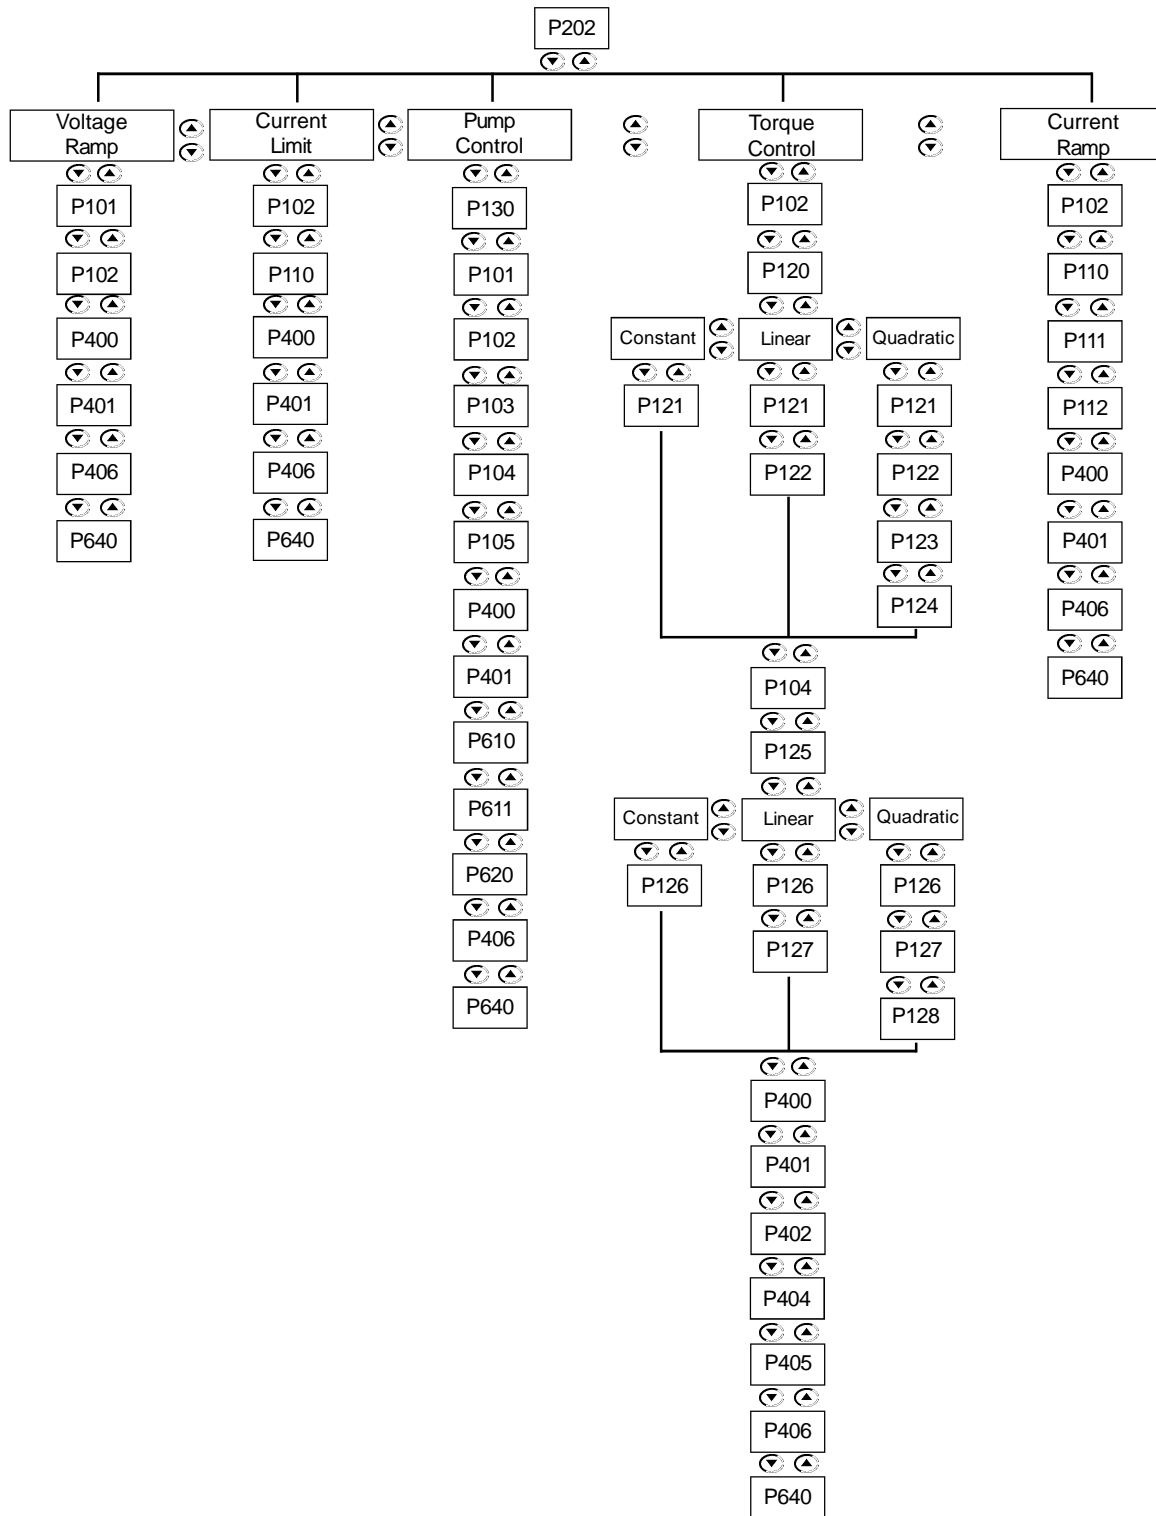 P202
Voltage
Ramp
Current
Limit
Pump
Control
Torque
Control
Current
Ramp
P101
P102
P400
P401
P406
P640
P102
P110
P400
P401
P406
P640
P130
P101
P102
P103
P104
P105
P400
P401
P610
P611
P620
P406
P640
P102
P120
Constant
Linear
Quadratic
P121
P121
P122
P121
P122
P123
P124
P104
P125
Constant
Linear
Quadratic
P126
P126
P127
P126
P127
P128
P400
P401
P402
P404
P405
P406
P640
P102
P110
P111
P112
P400
P401
P406
P640